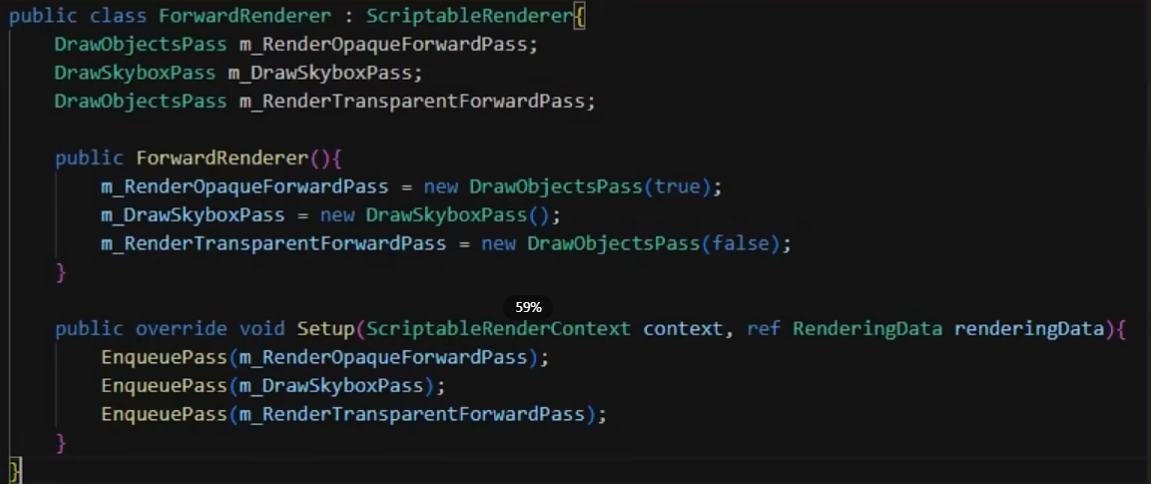 public class ForwardRenderer : ScriptableRenderer{
    DrawObjectsPass m_RenderOpaqueForwardPass;
    DrawSkyboxPass m_DrawSkyboxPass;
    DrawObjectsPass m_RenderTransparentForwardPass;

    public ForwardRenderer(){
        m_RenderOpaqueForwardPass = new DrawObjectsPass(true);
        m_DrawSkyboxPass = new DrawSkyboxPass();
        m_RenderTransparentForwardPass = new DrawObjectsPass(false);
    }
59%
    public override void Setup(ScriptableRenderContext context, ref RenderingData renderingData){
        EnqueuePass(m_RenderOpaqueForwardPass);
        EnqueuePass(m_DrawSkyboxPass);
        EnqueuePass(m_RenderTransparentForwardPass);
    }
}